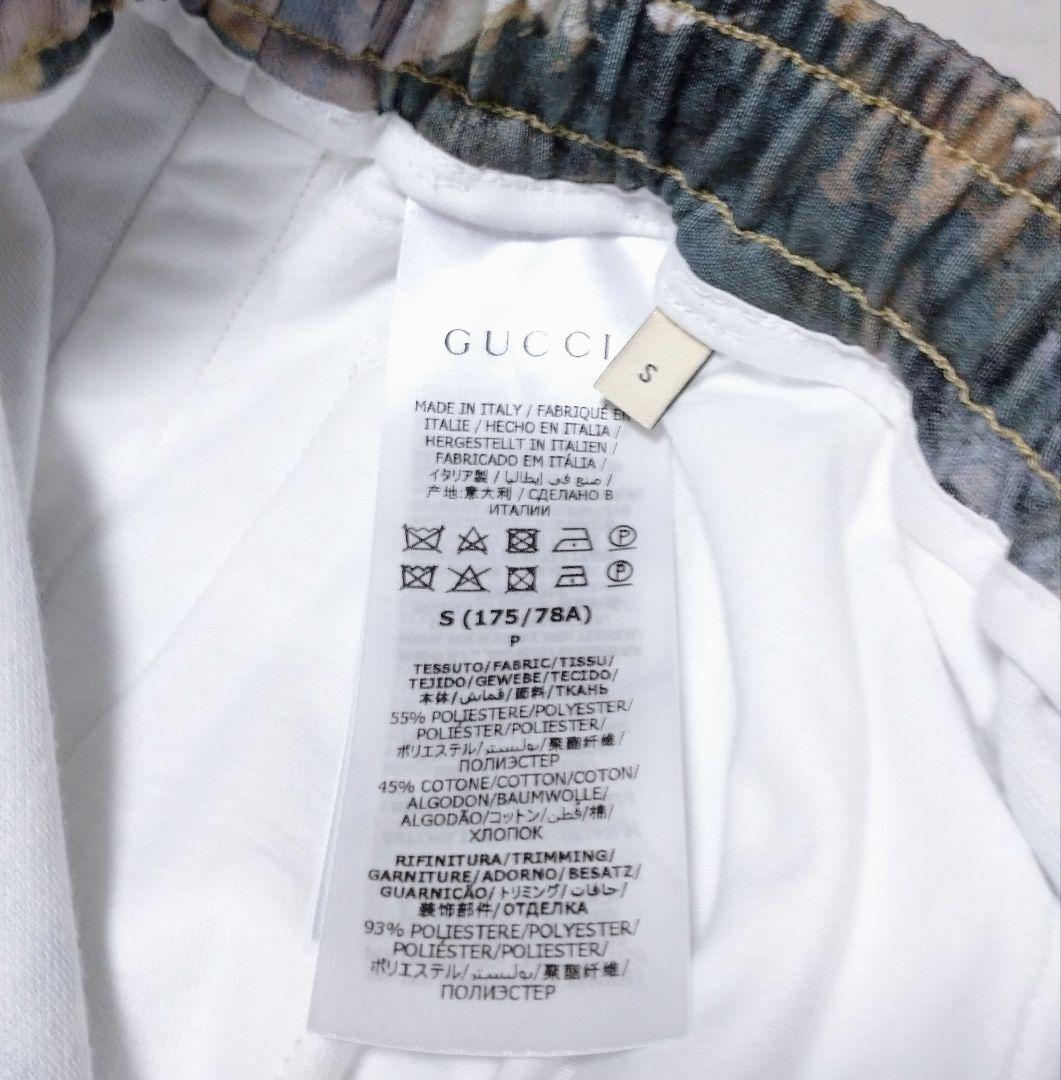 GUCCI
S
MADE IN ITALY / FABRIQUÉ EN
ITALIE / HECHO EN ITALIA /
HERGESTELLT IN ITALIEN /
FABRICADO EM ITÁLIA /
イタリア製 / صنع في إيطاليا /
产地:意大利 / СДЕЛАНО В
ИТАЛИИ
P
P
S (175/78A)
P
TESSUTO/FABRIC/TISSU/
TEJIDO/GEWEBE/TECIDO/
本体/قماش/面料/ТКАНЬ
55% POLIESTERE/POLYESTER/
POLIÉSTER/POLIESTER/
ポリエステル/بوليستر/聚酯纤维/
ПОЛИЭСТЕР
45% COTONE/COTTON/COTON/
ALGODON/BAUMWOLLE/
ALGODÃO/コットン/قطن/棉/
ХЛОПОК
RIFINITURA/TRIMMING/
GARNITURE/ADORNO/BESATZ/
GUARNIÇÃO/トリミング/حافات/
装饰部件/ОТДЕЛКА
93% POLIESTERE/POLYESTER/
POLIÉSTER/POLIESTER/
ポリエステル/بوليستر/聚酯纤维/
ПОЛИЭСТЕР